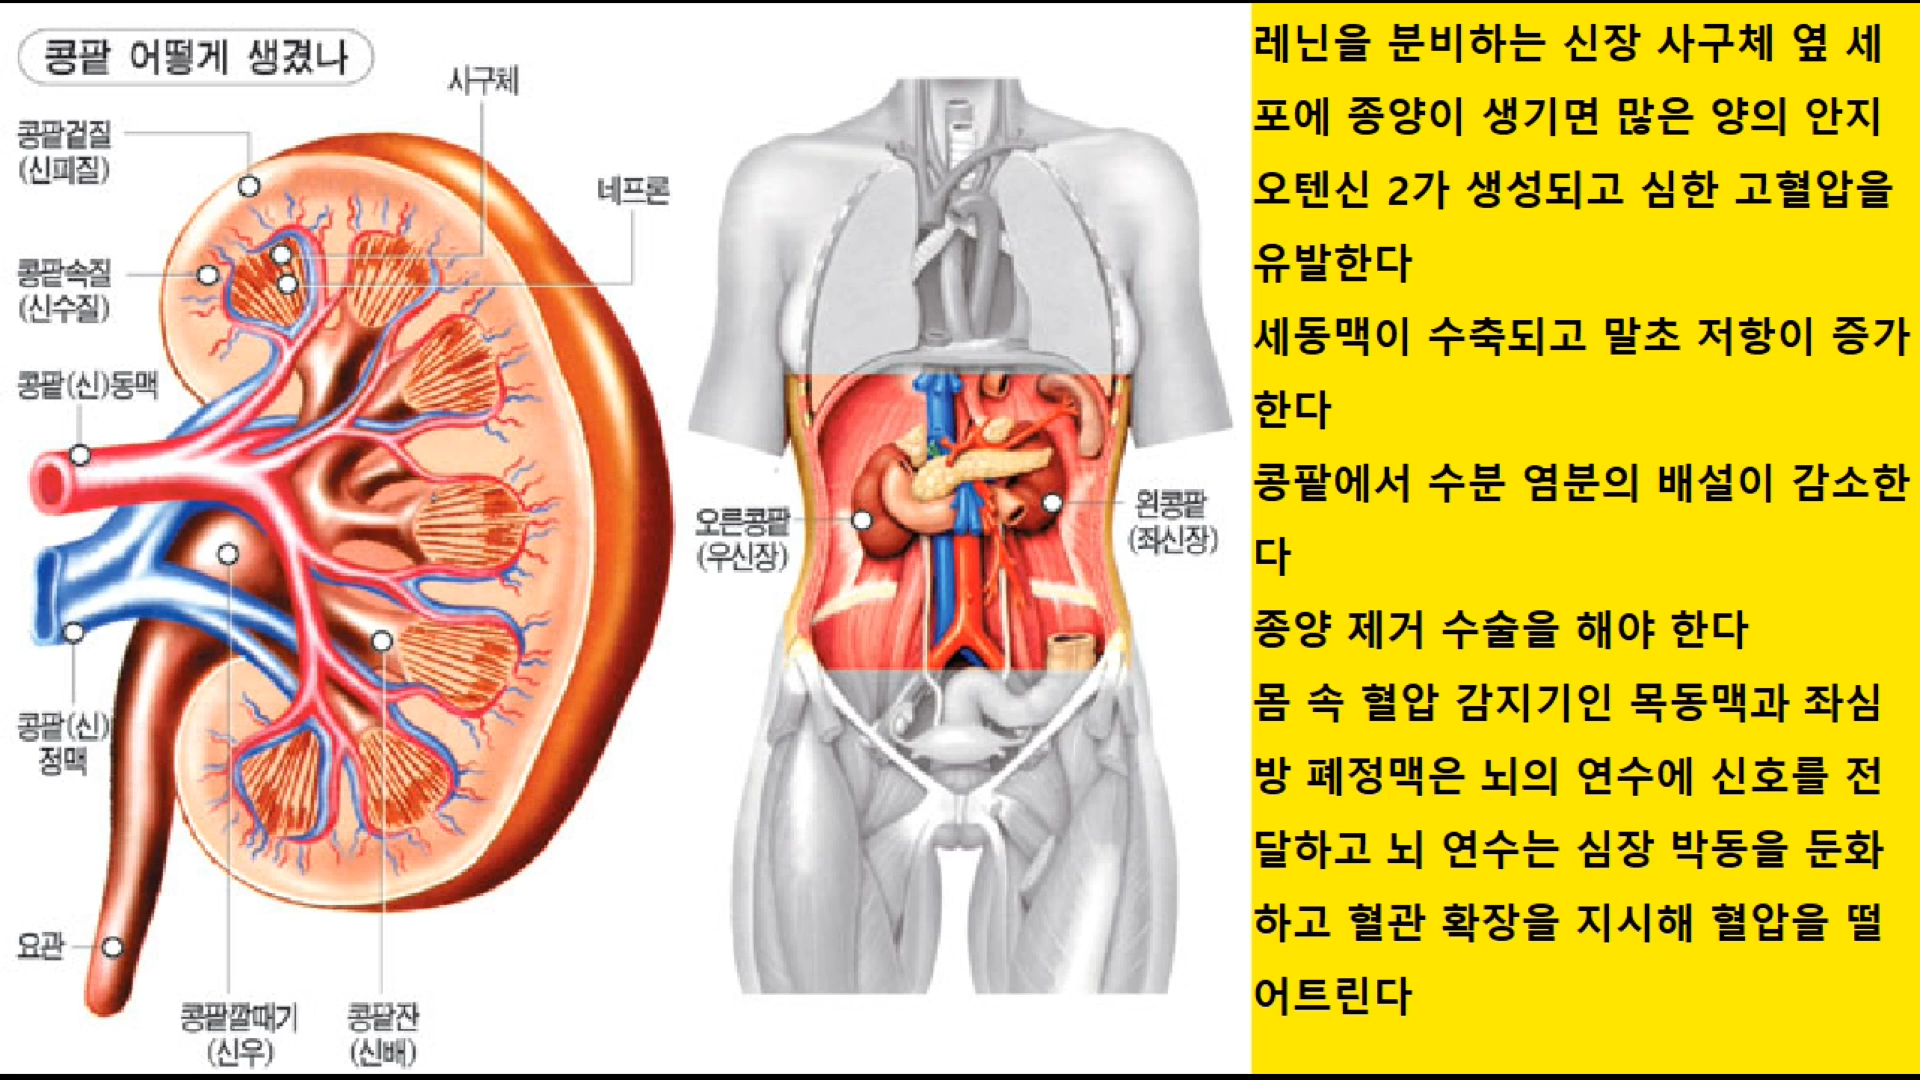 콩팥 어떻게 생겼나
사구체
콩팥겉질
(신피질)
네프론
콩팥속질
(신수질)
콩팥(신)동맥
오른콩팥
(우신장)
왼콩팥
(좌신장)
콩팥(신)
정맥
요관
콩팥깔때기
(신우)
콩팥잔
(신배)
레닌을 분비하는 신장 사구체 옆 세
포에 종양이 생기면 많은 양의 안지
오텐신 2가 생성되고 심한 고혈압을
유발한다
세동맥이 수축되고 말초 저항이 증가
한다
콩팥에서 수분 염분의 배설이 감소한
다
종양 제거 수술을 해야 한다
몸 속 혈압 감지기인 목동맥과 좌심
방 폐정맥은 뇌의 연수에 신호를 전
달하고 뇌 연수는 심장 박동을 둔화
하고 혈관 확장을 지시해 혈압을 떨
어트린다